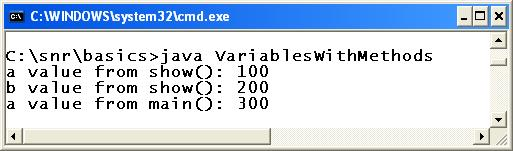 C:\WINDOWS\system32\cmd.exe
C:\snr\basics>java VariablesWithMethods
a value from show(): 100
b value from show(): 200
a value from main(): 300